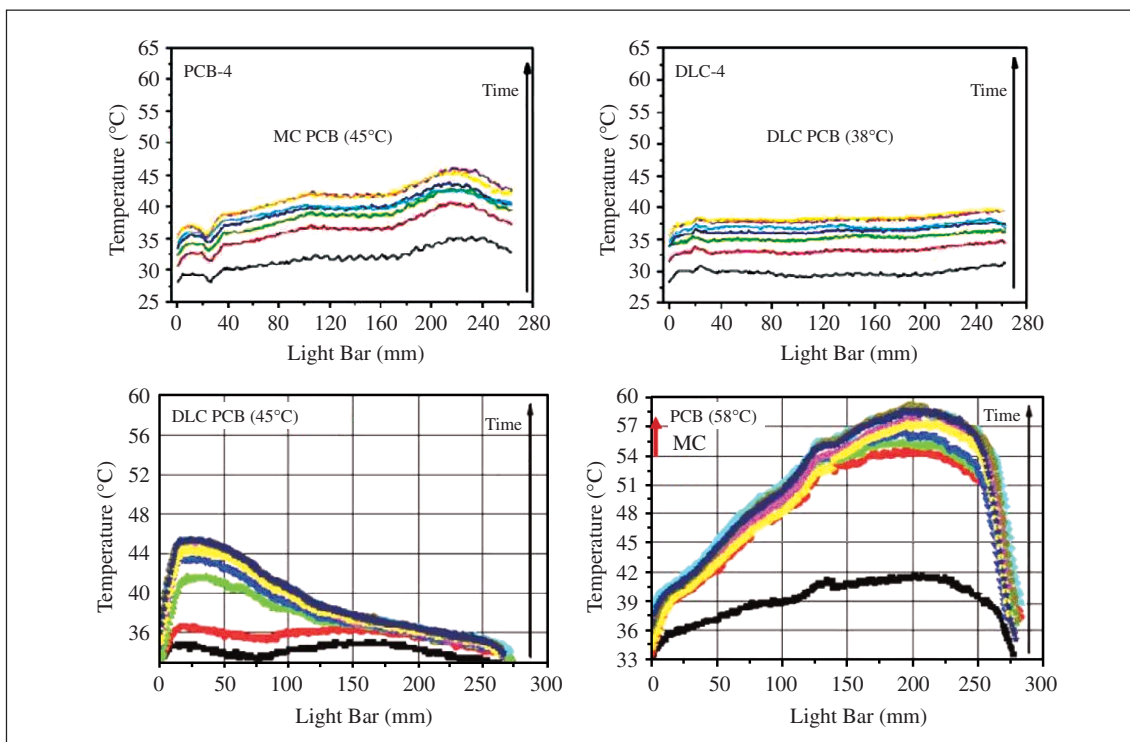 65
60
55
50
45
40
35
30
25
Temperature (°C)
PCB-4
MC PCB (45°C)
Time
0 40 80 120 160 200 240 280
Light Bar (mm)
65
60
55
50
45
40
35
30
25
Temperature (°C)
DLC-4
DLC PCB (38°C)
Time
0 40 80 120 160 200 240 280
Light Bar (mm)
60
56
52
48
44
40
36
Temperature (°C)
DLC PCB (45°C)
Time
0 50 100 150 200 250 300
Light Bar (mm)
60
57
54
51
48
45
42
39
36
33
Temperature (°C)
PCB (58°C)
MC
Time
0 50 100 150 200 250 300
Light Bar (mm)